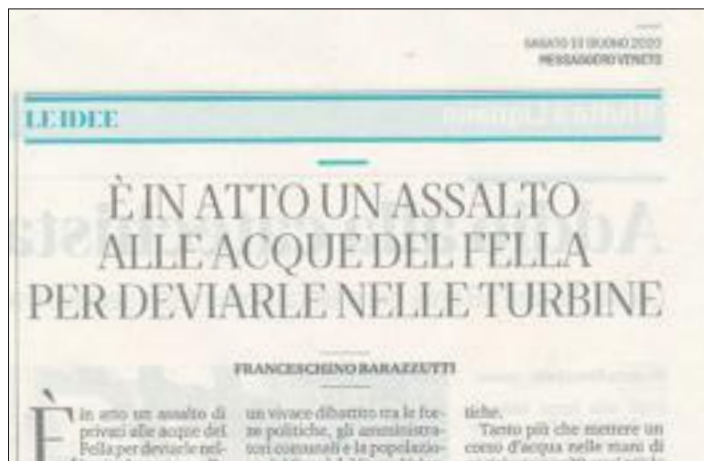 SABATO 13 GIUGNO 2020
MESSAGGERO VENETO
LE IDEE
È IN ATTO UN ASSALTO
ALLE ACQUE DEL FELLA
PER DEVIARLE NELLE TURBINE
FRANCESCHINO BARAZZUTTI
È in atto un assalto di
privati alle acque del
Fella per deviarle nel-
un vivace dibattito tra le for-
ze politiche, gli amministra-
tori comunali e la popolazio-
tiche.
Tanto più che mettere un
corso d'acqua nelle mani di